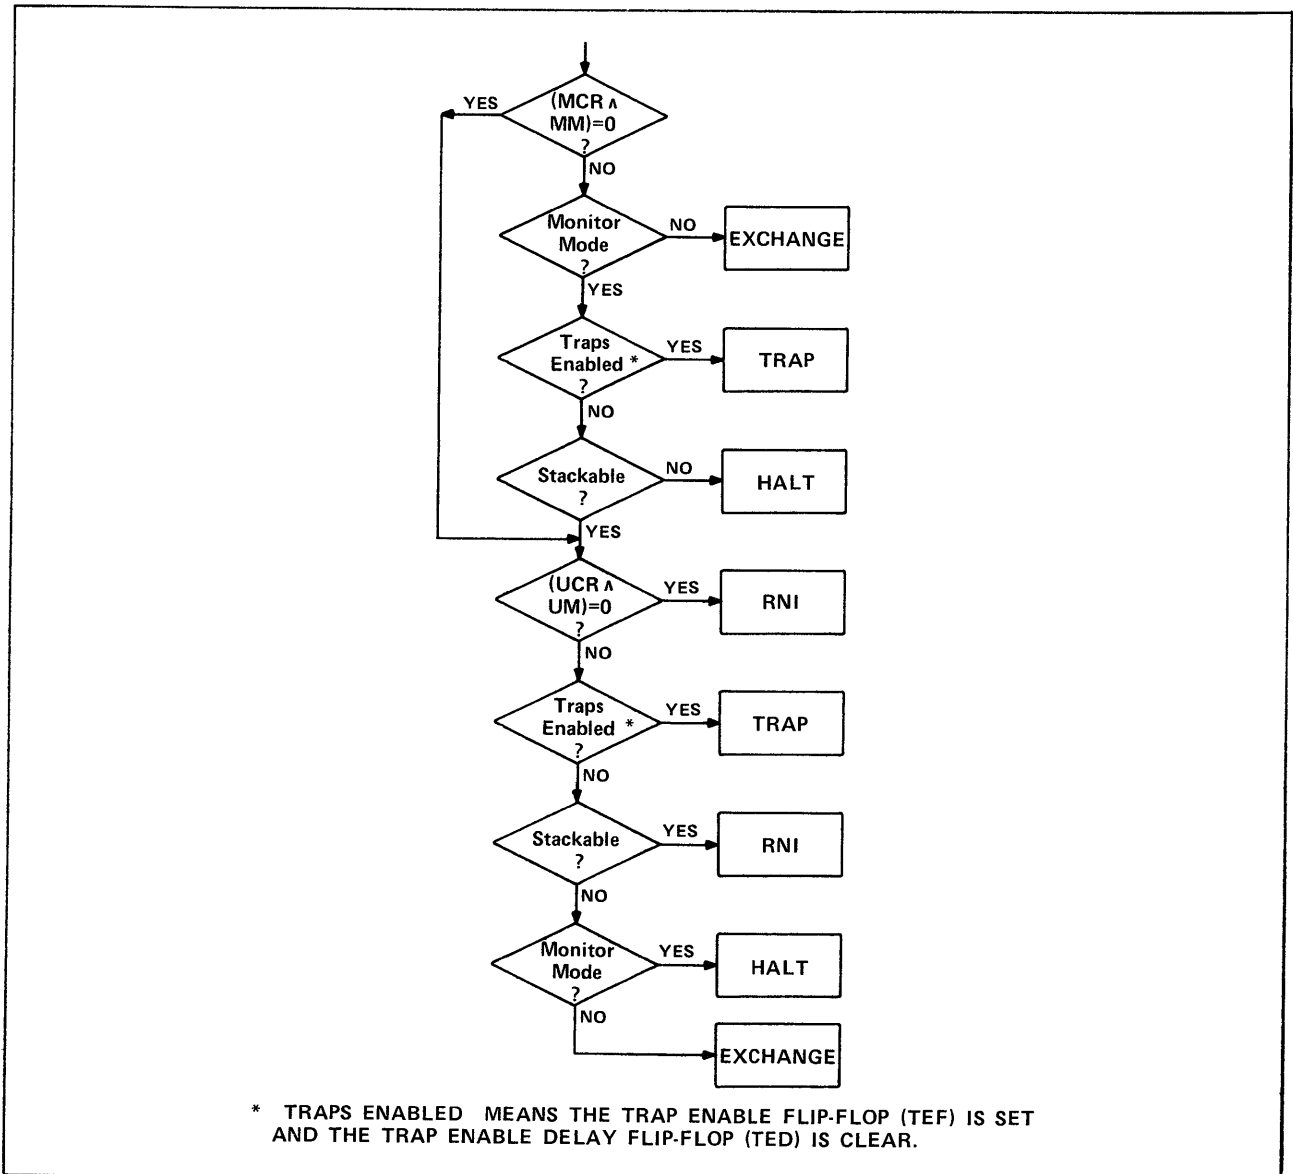 (MCR ∧
MM)=0
?
YES
NO
Monitor
Mode
?
NO
EXCHANGE
YES
Traps
Enabled *
?
YES
TRAP
NO
Stackable
?
NO
HALT
YES
(UCR ∧
UM)=0
?
YES
RNI
NO
Traps
Enabled *
?
YES
TRAP
NO
Stackable
?
YES
RNI
NO
Monitor
Mode
?
YES
HALT
NO
EXCHANGE
* TRAPS ENABLED MEANS THE TRAP ENABLE FLIP-FLOP (TEF) IS SET
AND THE TRAP ENABLE DELAY FLIP-FLOP (TED) IS CLEAR.